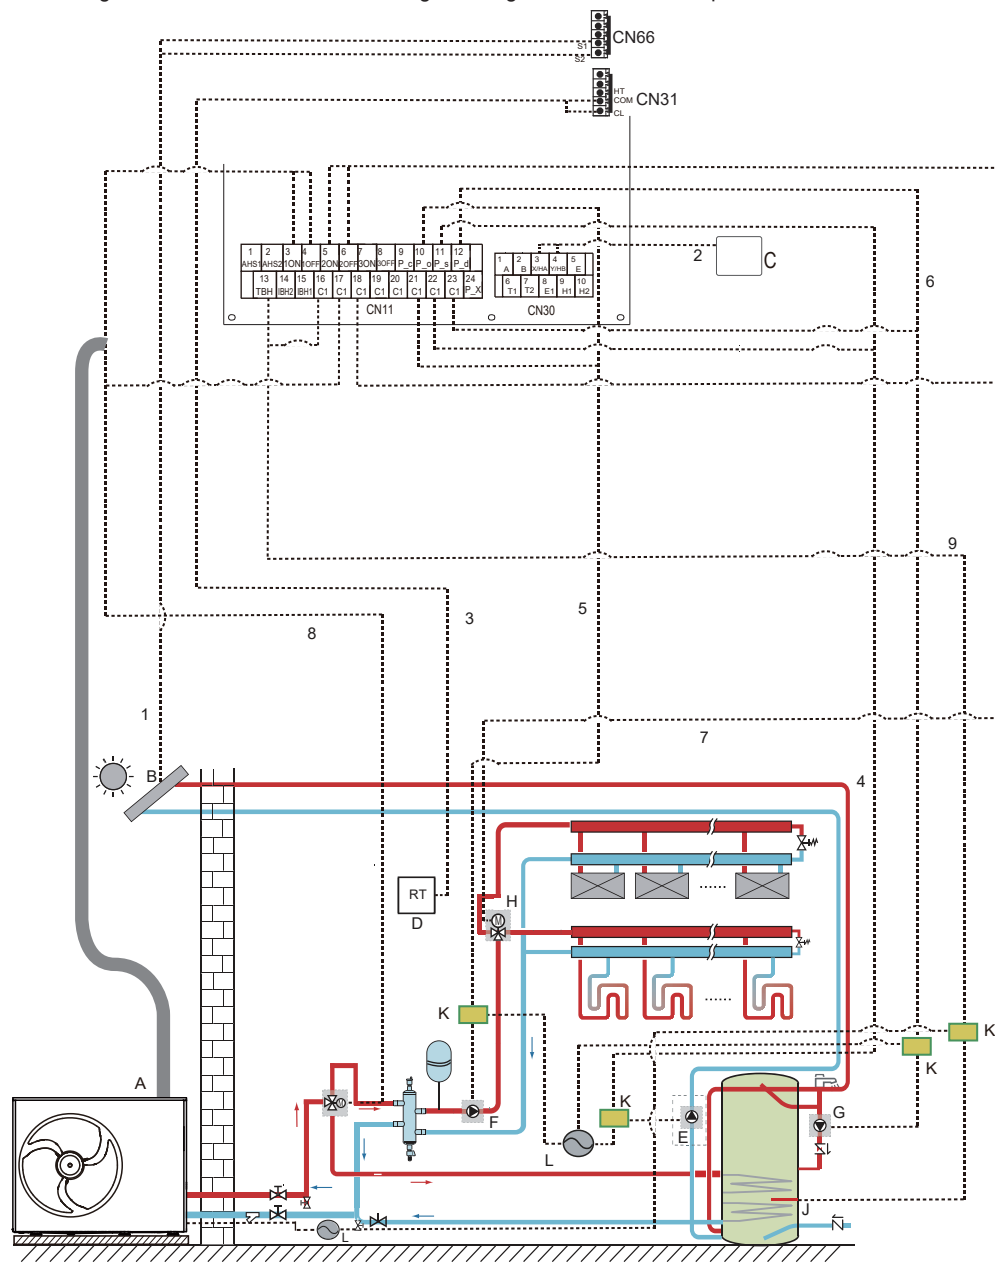 S1
CN66
S2
HT
COM
CN31
CL
1 2 3 4 5 6 7 8 9 10 11 12
AHS1 AHS2 1ON 1OFF 2ON 2OFF 3ON 3OFF P_c P_o P_s P_d
13 14 15 16 17 18 19 20 21 22 23 24
TBH IBH2 IBH1 C1 C1 C1 C1 C1 C1 C1 C1 P_X
CN11
1 2 3 4 5
A B X/HA Y/HB E
6 7 8 9 10
T1 T2 E1 H1 H2
CN30
2
C
6
9
5
3
8
1
7
4
B
RT
D
H
M
K
K
K
A
M
F
K
G
E
L
J
L